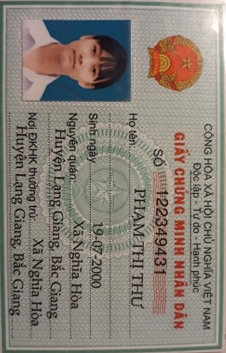 CỘNG HÒA XÃ HỘI CHỦ NGHĨA VIỆT NAM
Độc lập - Tự do - Hạnh phúc
GIẤY CHỨNG MINH NHÂN DÂN
SỐ 122349431
Họ tên: PHẠM THỊ THƯ
Sinh ngày 19-07-2000
Nguyên quán Xã Nghĩa Hòa
Huyện Lạng Giang, Bắc Giang
Nơi ĐKHK thường trú: Xã Nghĩa Hòa
Huyện Lạng Giang, Bắc Giang